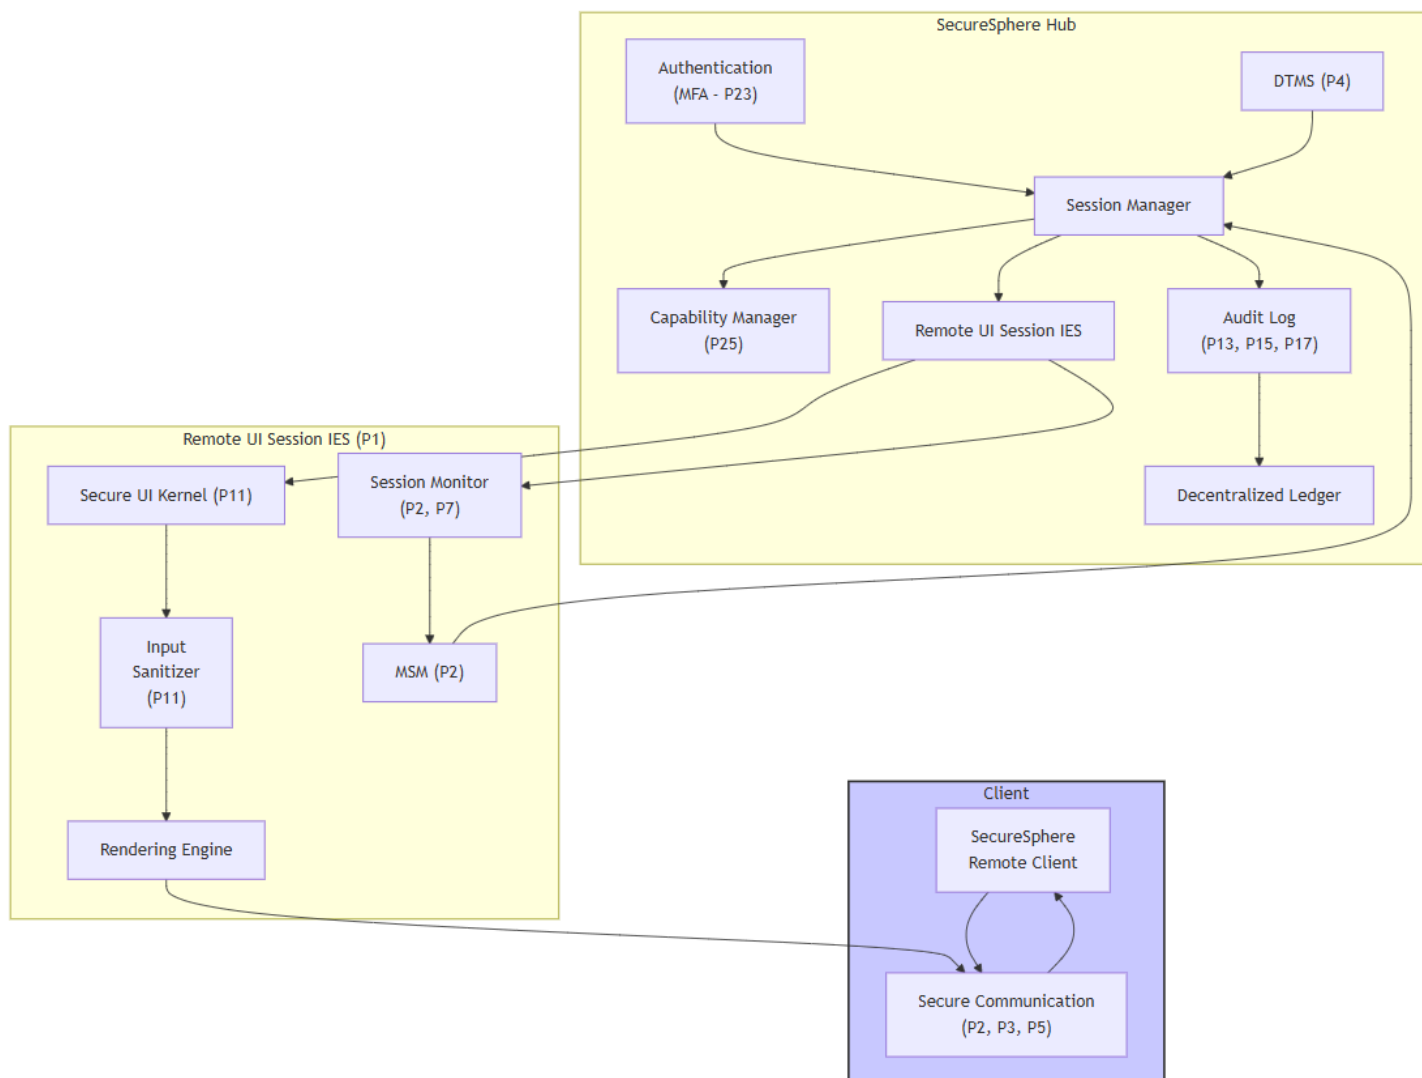 SecureSphere Hub
Authentication
(MFA - P23)
DTMS (P4)
Session Manager
Capability Manager
(P25)
Remote UI Session IES
Audit Log
(P13, P15, P17)
Decentralized Ledger
Remote UI Session IES (P1)
Secure UI Kernel (P11)
Session Monitor
(P2, P7)
Input
Sanitizer
(P11)
MSM (P2)
Rendering Engine
Client
SecureSphere
Remote Client
Secure Communication
(P2, P3, P5)